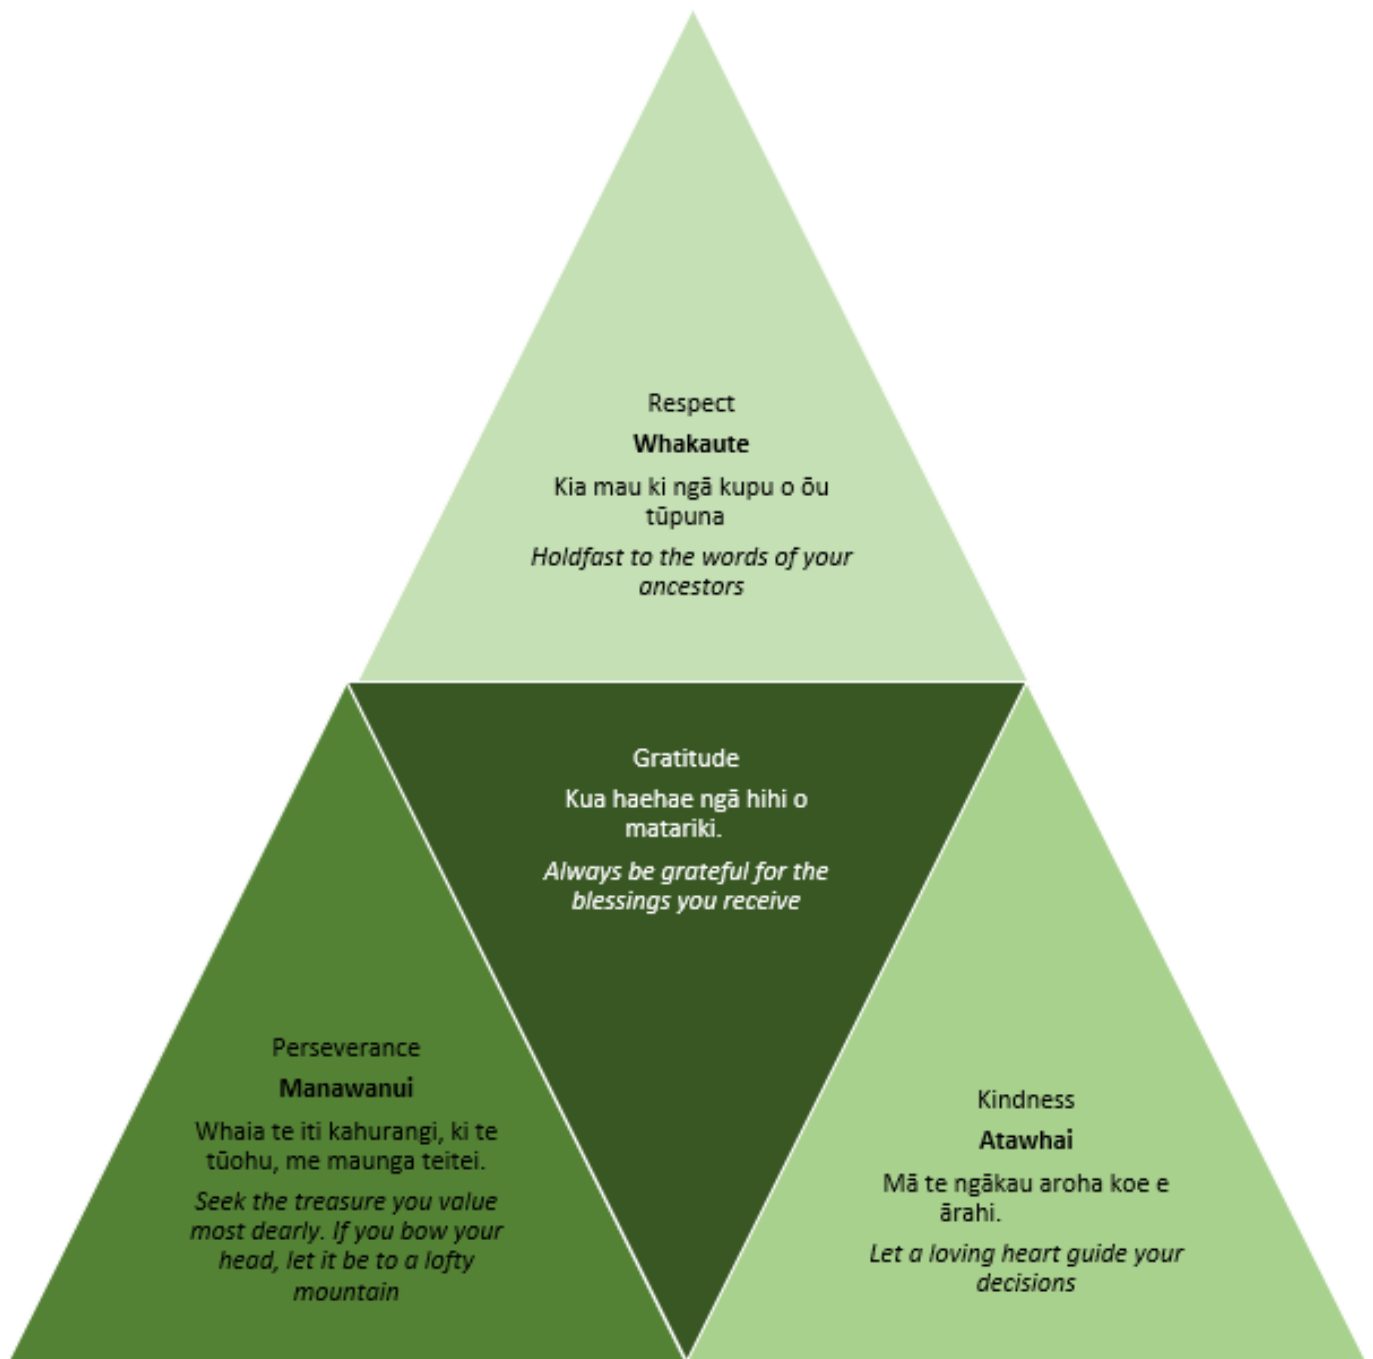 Respect
Whakaute
Kia mau ki ngā kupu o ōu
tūpuna
Holdfast to the words of your
ancestors
Gratitude
Kua haehae ngā hihi o
matariki.
Always be grateful for the
blessings you receive
Perseverance
Manawanui
Whaia te iti kahurangi, ki te
tūohu, me maunga teitei.
Seek the treasure you value
most dearly. If you bow your
head, let it be to a lofty
mountain
Kindness
Atawhai
Mā te ngākau aroha koe e
ārahi.
Let a loving heart guide your
decisions